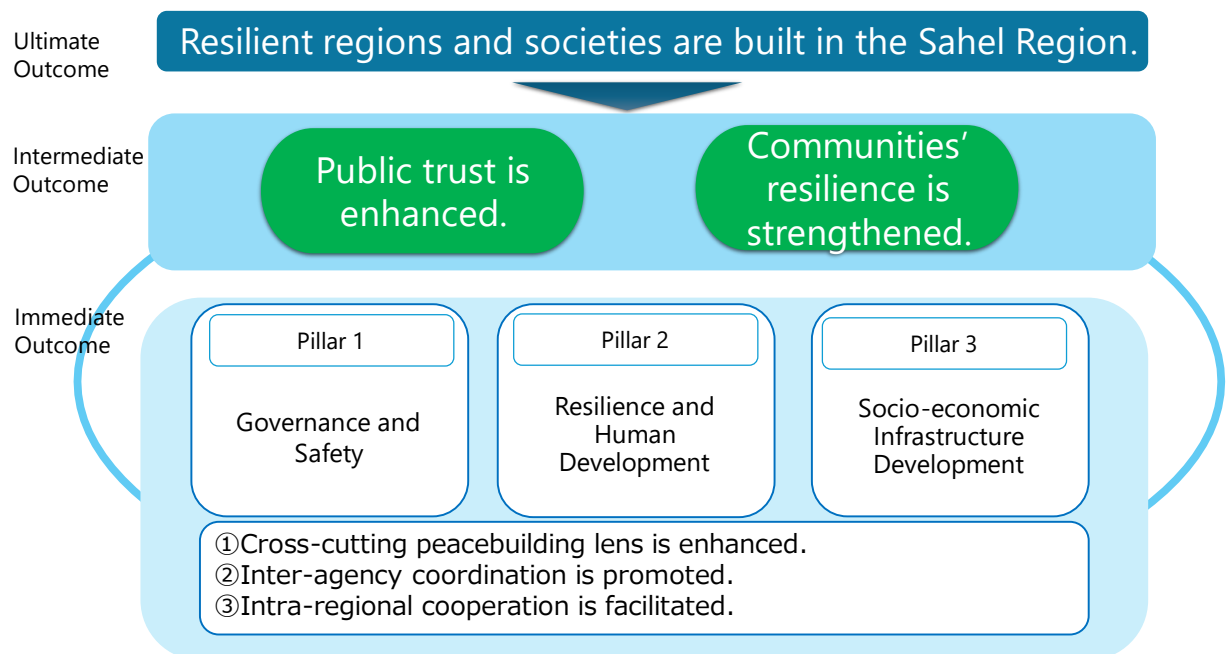 Ultimate
Outcome
Resilient regions and societies are built in the Sahel Region.
Intermediate
Outcome
Public trust is
enhanced.
Communities’
resilience is
strengthened.
Immediate
Outcome
Pillar 1
Governance and
Safety
Pillar 2
Resilience and
Human
Development
Pillar 3
Socio-economic
Infrastructure
Development
①Cross-cutting peacebuilding lens is enhanced.
②Inter-agency coordination is promoted.
③Intra-regional cooperation is facilitated.